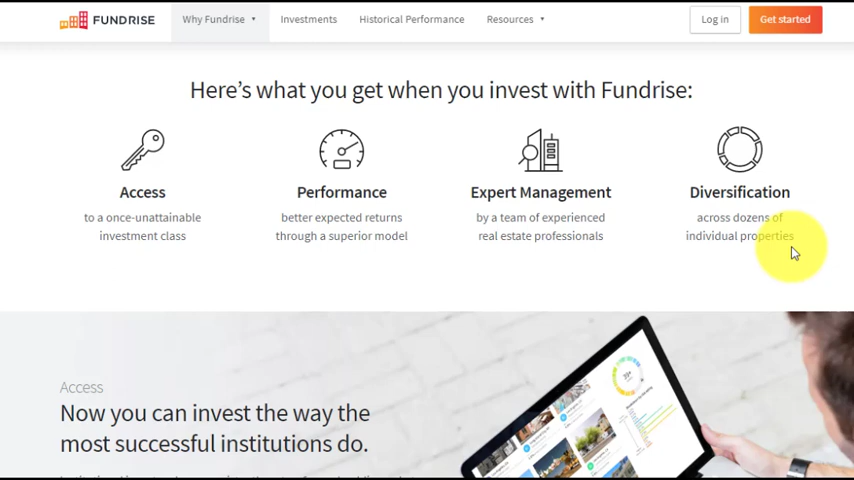 FUNDRISE
Why Fundrise
Investments
Historical Performance
Resources
Log in
Get started
Here's what you get when you invest with Fundrise:
Access
to a once-unattainable
investment class
Performance
better expected returns
through a superior model
Expert Management
by a team of experienced
real estate professionals
Diversification
across dozens of
individual properties
Access
Now you can invest the way the
most successful institutions do.